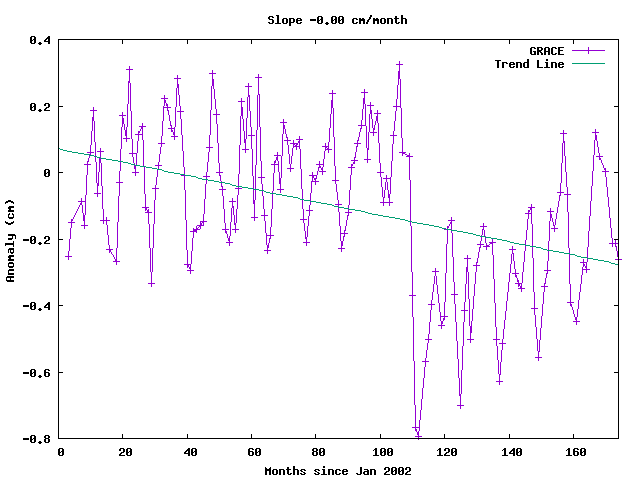 Slope -0.00 cm/month
GRACE
Trend Line
0.4
0.2
0
-0.2
-0.4
-0.6
-0.8
Anomaly (cm)
0 20 40 60 80 100 120 140 160
Months since Jan 2002